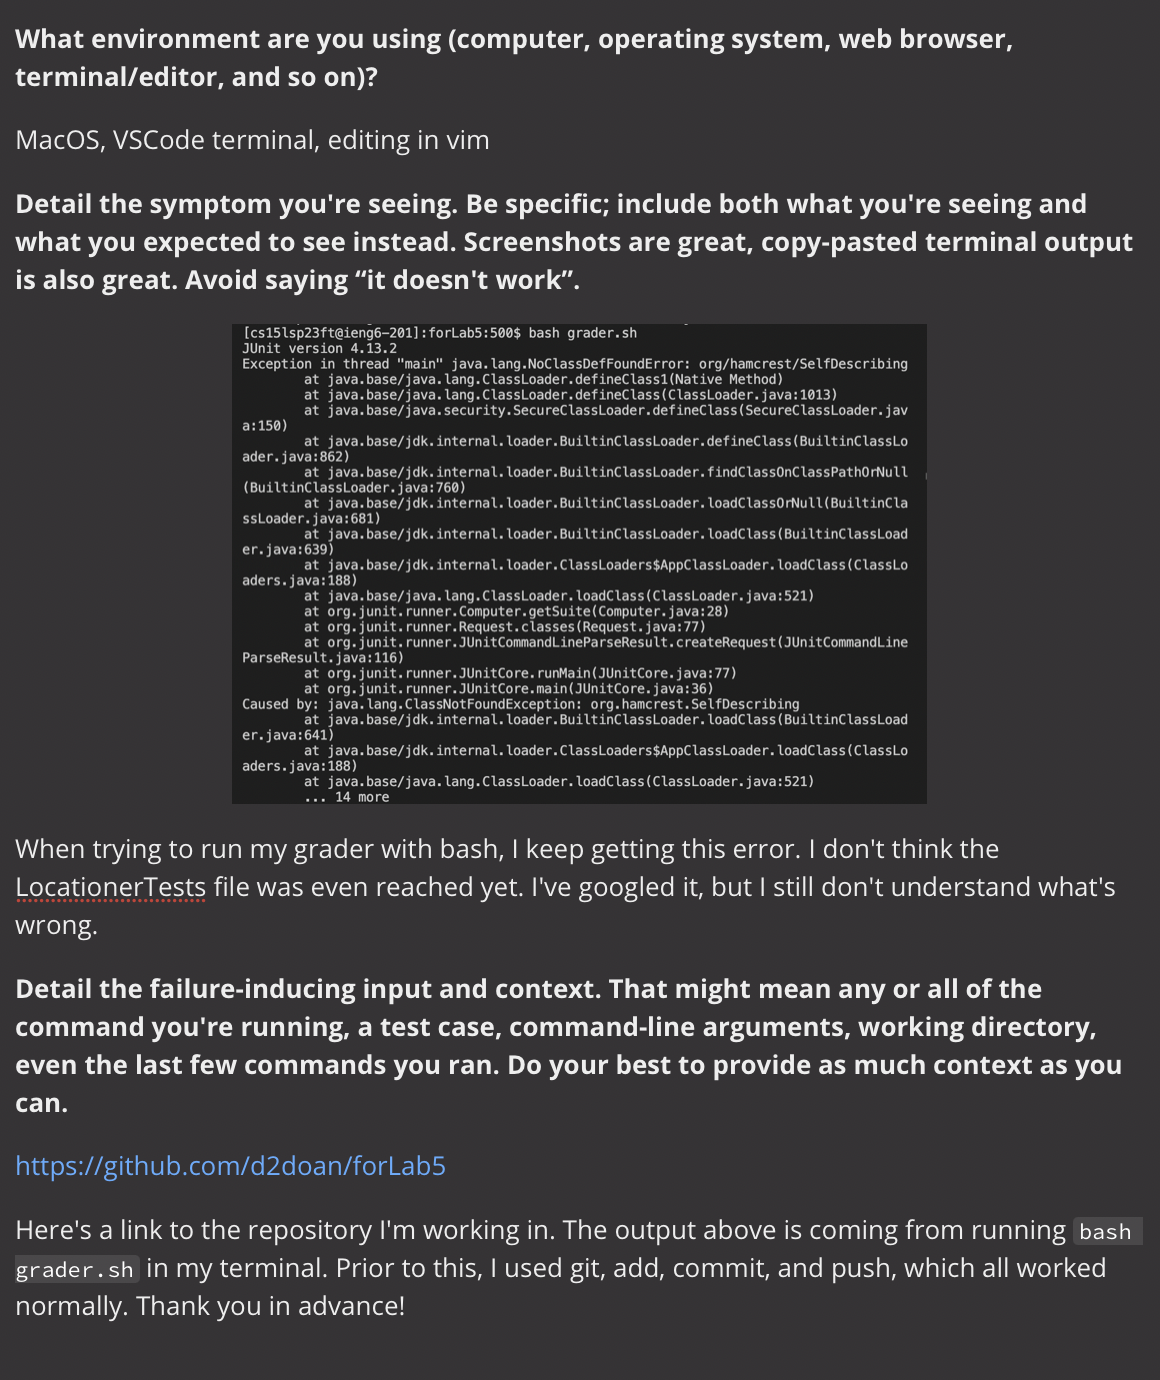 What environment are you using (computer, operating system, web browser,
terminal/editor, and so on)?
MacOS, VSCode terminal, editing in vim
Detail the symptom you're seeing. Be specific; include both what you're seeing and
what you expected to see instead. Screenshots are great, copy-pasted terminal output
is also great. Avoid saying “it doesn't work”.
[cs15lsp23ft@ieng6-201]:forLab5:500$ bash grader.sh
JUnit version 4.13.2
Exception in thread "main" java.lang.NoClassDefFoundError: org/hamcrest/SelfDescribing
at java.base/java.lang.ClassLoader.defineClass1(Native Method)
at java.base/java.lang.ClassLoader.defineClass(ClassLoader.java:1013)
at java.base/java.security.SecureClassLoader.defineClass(SecureClassLoader.jav
a:150)
at java.base/jdk.internal.loader.BuiltinClassLoader.defineClass(BuiltinClassLo
ader.java:862)
at java.base/jdk.internal.loader.BuiltinClassLoader.findClassOnClassPathOrNull
(BuiltinClassLoader.java:760)
at java.base/jdk.internal.loader.BuiltinClassLoader.loadClassOrNull(BuiltinCla
ssLoader.java:681)
at java.base/jdk.internal.loader.BuiltinClassLoader.loadClass(BuiltinClassLoad
er.java:639)
at java.base/jdk.internal.loader.ClassLoaders$AppClassLoader.loadClass(ClassLo
aders.java:188)
at java.base/java.lang.ClassLoader.loadClass(ClassLoader.java:521)
at org.junit.runner.Computer.getSuite(Computer.java:28)
at org.junit.runner.Request.classes(Request.java:77)
at org.junit.runner.JUnitCommandLineParseResult.createRequest(JUnitCommandLine
ParseResult.java:116)
at org.junit.runner.JUnitCore.runMain(JUnitCore.java:77)
at org.junit.runner.JUnitCore.main(JUnitCore.java:36)
Caused by: java.lang.ClassNotFoundException: org.hamcrest.SelfDescribing
at java.base/jdk.internal.loader.BuiltinClassLoader.loadClass(BuiltinClassLoad
er.java:641)
at java.base/jdk.internal.loader.ClassLoaders$AppClassLoader.loadClass(ClassLo
aders.java:188)
at java.base/java.lang.ClassLoader.loadClass(ClassLoader.java:521)
... 14 more
When trying to run my grader with bash, I keep getting this error. I don't think the
LocationerTests file was even reached yet. I've googled it, but I still don't understand what's
wrong.
Detail the failure-inducing input and context. That might mean any or all of the
command you're running, a test case, command-line arguments, working directory,
even the last few commands you ran. Do your best to provide as much context as you
can.
https://github.com/d2doan/forLab5
Here's a link to the repository I'm working in. The output above is coming from running bash
grader.sh in my terminal. Prior to this, I used git, add, commit, and push, which all worked
normally. Thank you in advance!